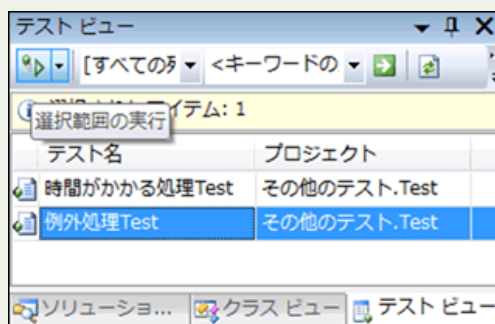 テスト ビュー
[すべての列 <キーワードの
選択範囲の実行 イテム: 1
テスト名 プロジェクト
時間がかかる処理Test その他のテスト.Test
例外処理Test その他のテスト.Test
ソリューショ... クラス ビュー テスト ビュー